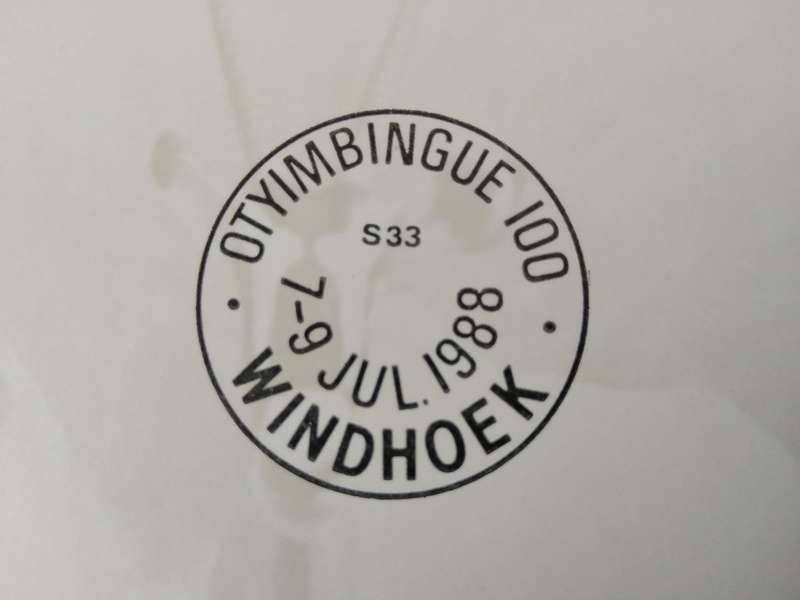 OTYIMBINGUE 100
S33
7-9 JUL. 1988
WINDHOEK